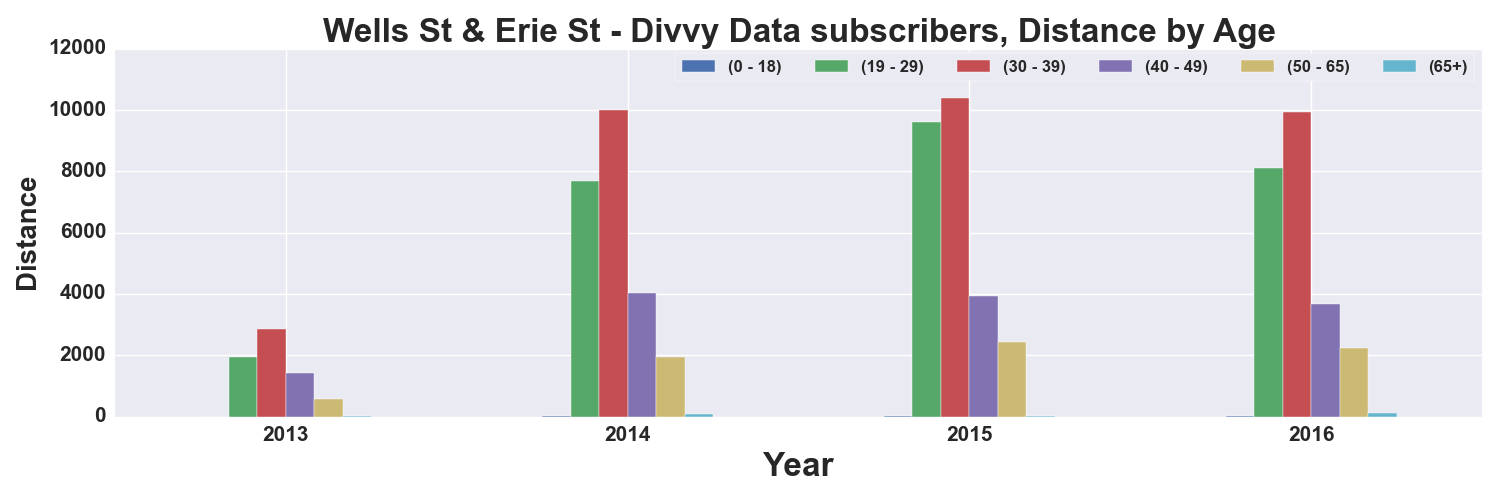 Wells St & Erie St - Divvy Data subscribers, Distance by Age
12000
(0 - 18) (19 - 29) (30 - 39) (40 - 49) (50 - 65) (65+)
10000
8000
6000
4000
2000
0
Distance
2013 2014 2015 2016
Year